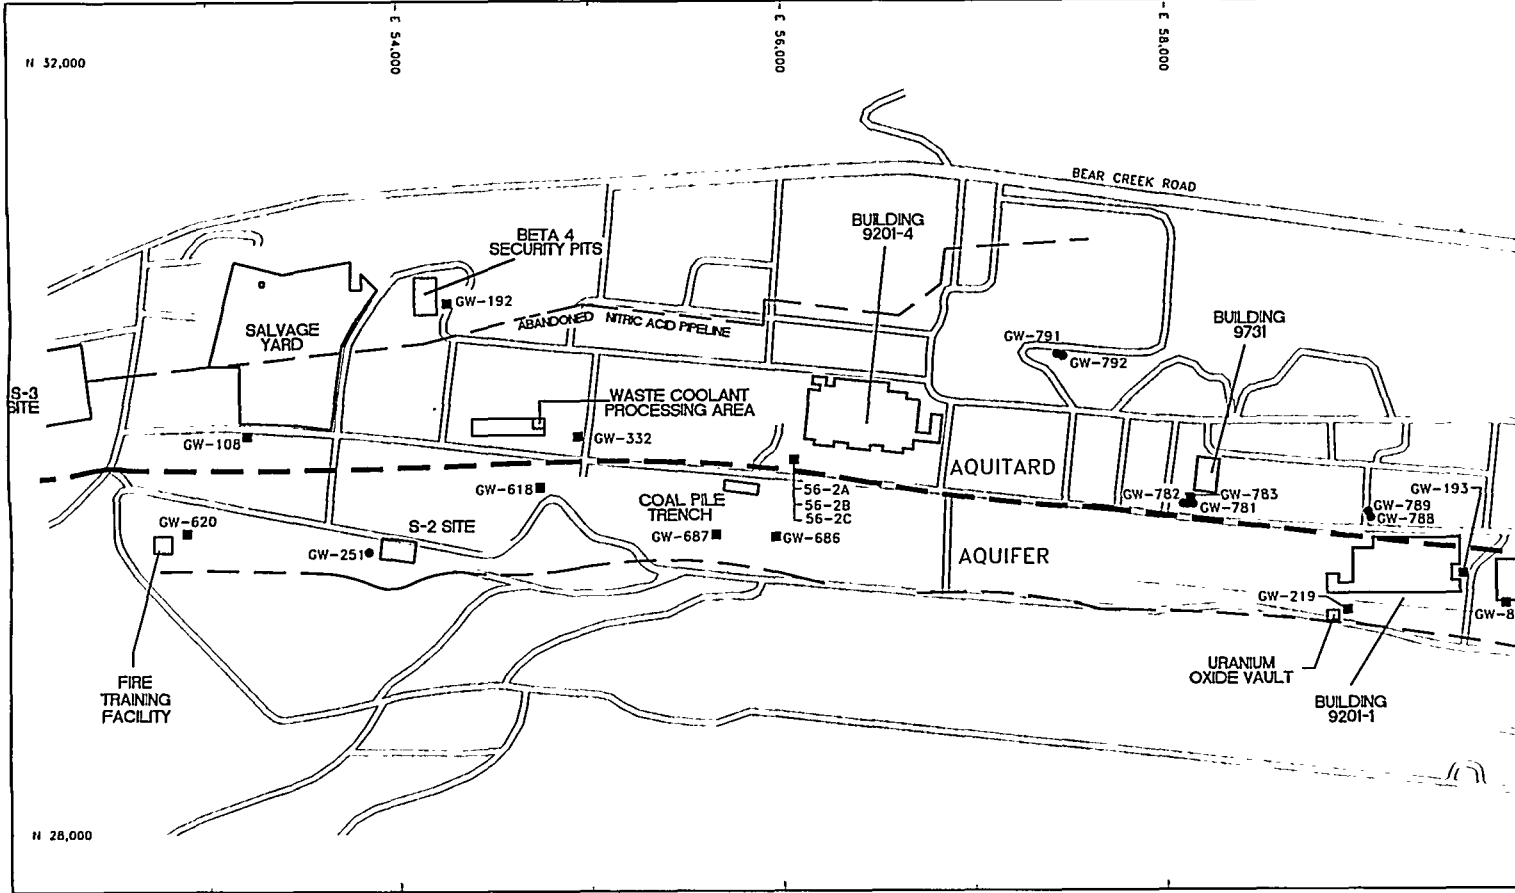 E 54,000
E 56,000
E 58,000
N 32,000
BEAR CREEK ROAD
BUILDING
9201-4
BETA 4
SECURITY PITS
GW-192
ABANDONED NITRIC ACID PIPELINE
SALVAGE
YARD
BUILDING
9731
GW-791
GW-792
S-3
SITE
WASTE COOLANT
PROCESSING AREA
GW-108
GW-332
AQUITARD
GW-618
COAL PILE
TRENCH
56-2A
56-2B
56-2C
GW-782
GW-783
GW-781
GW-193
GW-789
GW-788
GW-620
S-2 SITE
GW-251
GW-687
GW-686
AQUIFER
GW-219
GW-8
URANIUM
OXIDE VAULT
FIRE
TRAINING
FACILITY
BUILDING
9201-1
N 28,000